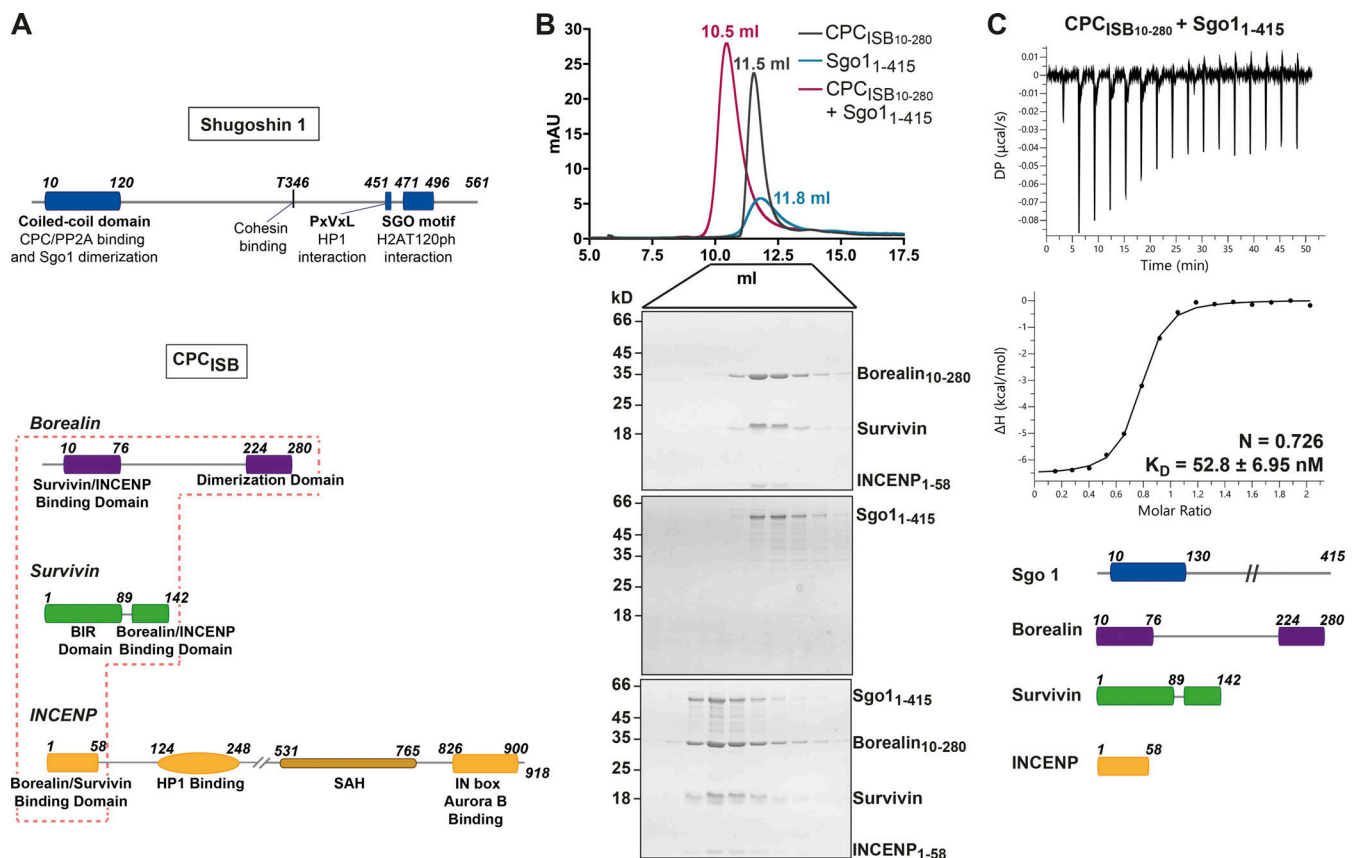 A
Shugoshin 1
10 120 T346 451 471 496 561
Coiled-coil domain
CPC/PP2A binding
and Sgo1 dimerization
Cohesin
binding
PxVxL
HP1
interaction
SGO motif
H2AT120ph
interaction
CPCISB
Borealin
10 76 224 280
Survivin/INCENP
Binding Domain
Dimerization Domain
Survivin
1 89 142
BIR
Domain
Borealin/INCENP
Binding Domain
INCENP
1 58 124 248 531 765 826 900
918
Borealin/Survivin
Binding Domain
HP1 Binding
SAH
IN box
Aurora B
Binding
B
10.5 ml
11.5 ml
11.8 ml
CPCISB10-280
Sgo11-415
CPCISB10-280
+ Sgo11-415
mAU
30
25
20
15
10
5
0
5.0 7.5 10.0 12.5 15.0 17.5
ml
kD
66
45
35
25
18
Borealin10-280
Survivin
INCENP1-58
66
45
35
25
18
Sgo11-415
66
45
35
25
18
Sgo11-415
Borealin10-280
Survivin
INCENP1-58
C
CPCISB10-280 + Sgo11-415
DP (µcal/s)
0.01
0
-0.01
-0.02
-0.03
-0.04
-0.05
-0.06
-0.07
-0.08
0 5 10 15 20 25 30 35 40 45 50
Time (min)
ΔH (kcal/mol)
0
-1
-2
-3
-4
-5
-6
N = 0.726
KD = 52.8 ± 6.95 nM
0.2 0.4 0.6 0.8 1 1.2 1.4 1.6 1.8 2
Molar Ratio
Sgo 1
10 130 415
Borealin
10 76 224 280
Survivin
1 89 142
INCENP
1 58